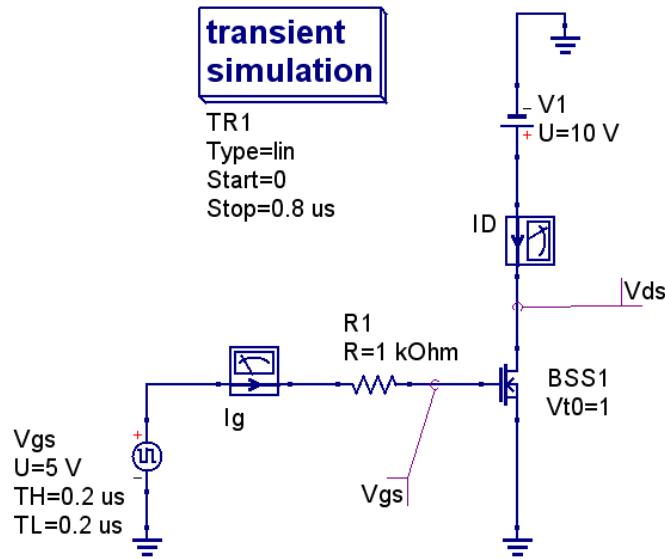 transient
simulation
TR1
Type=lin
Start=0
Stop=0.8 us
− V1
+ U=10 V
ID
Vds
R1
R=1 kOhm
Ig
BSS1
Vt0=1
Vgs
U=5 V
TH=0.2 us
TL=0.2 us
+
−
Vgs